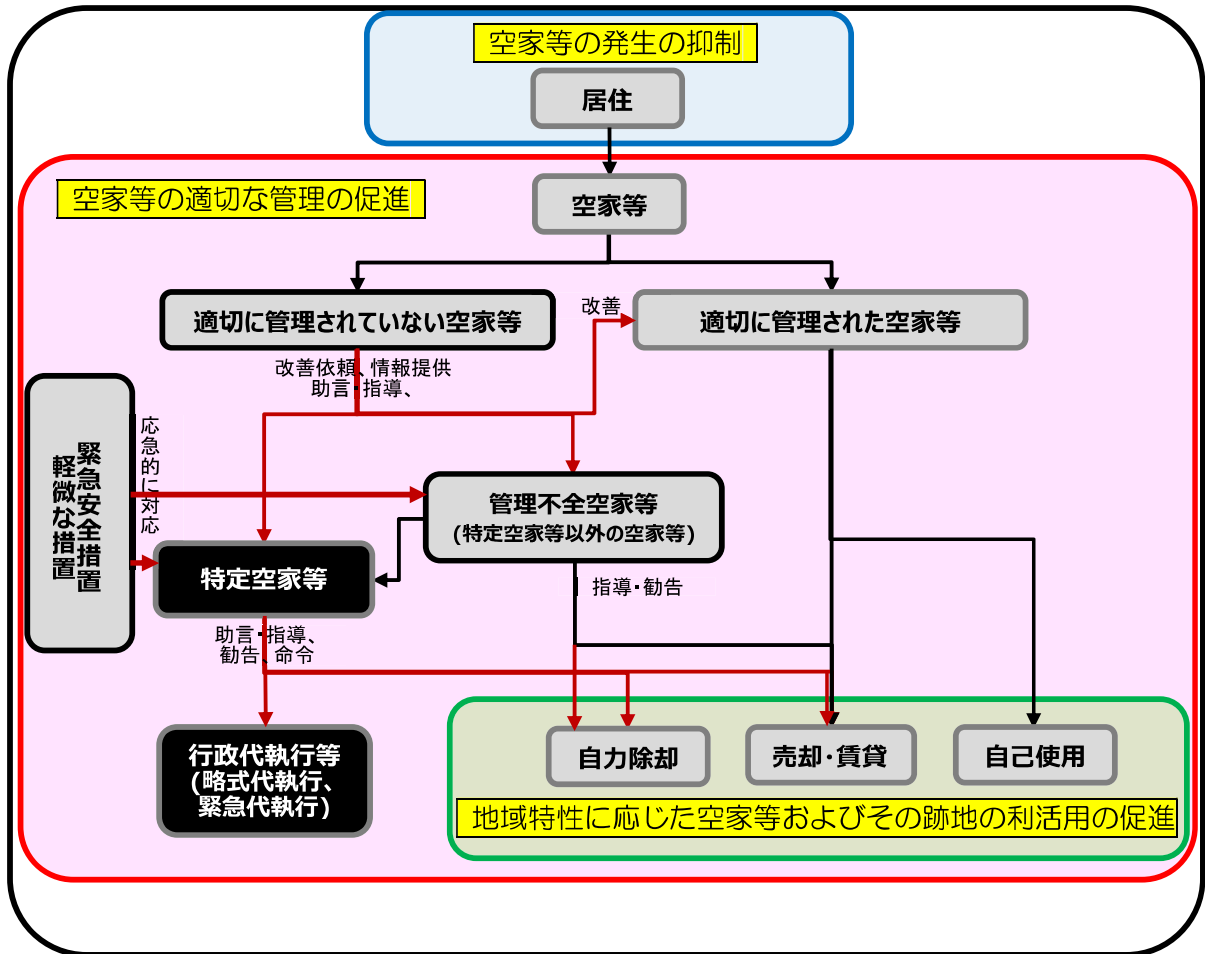 空家等の発生の抑制
居住
空家等の適切な管理の促進
空家等
適切に管理されていない空家等
改善
適切に管理された空家等
改善依頼、情報提供
助言・指導、
緊急安全措置
軽微な措置
応急的に対応
管理不全空家等
(特定空家等以外の空家等)
特定空家等
指導・勧告
助言・指導、
勧告、命令
行政代執行等
(略式代執行、
緊急代執行)
自力除却
売却・賃貸
自己使用
地域特性に応じた空家等およびその跡地の利活用の促進